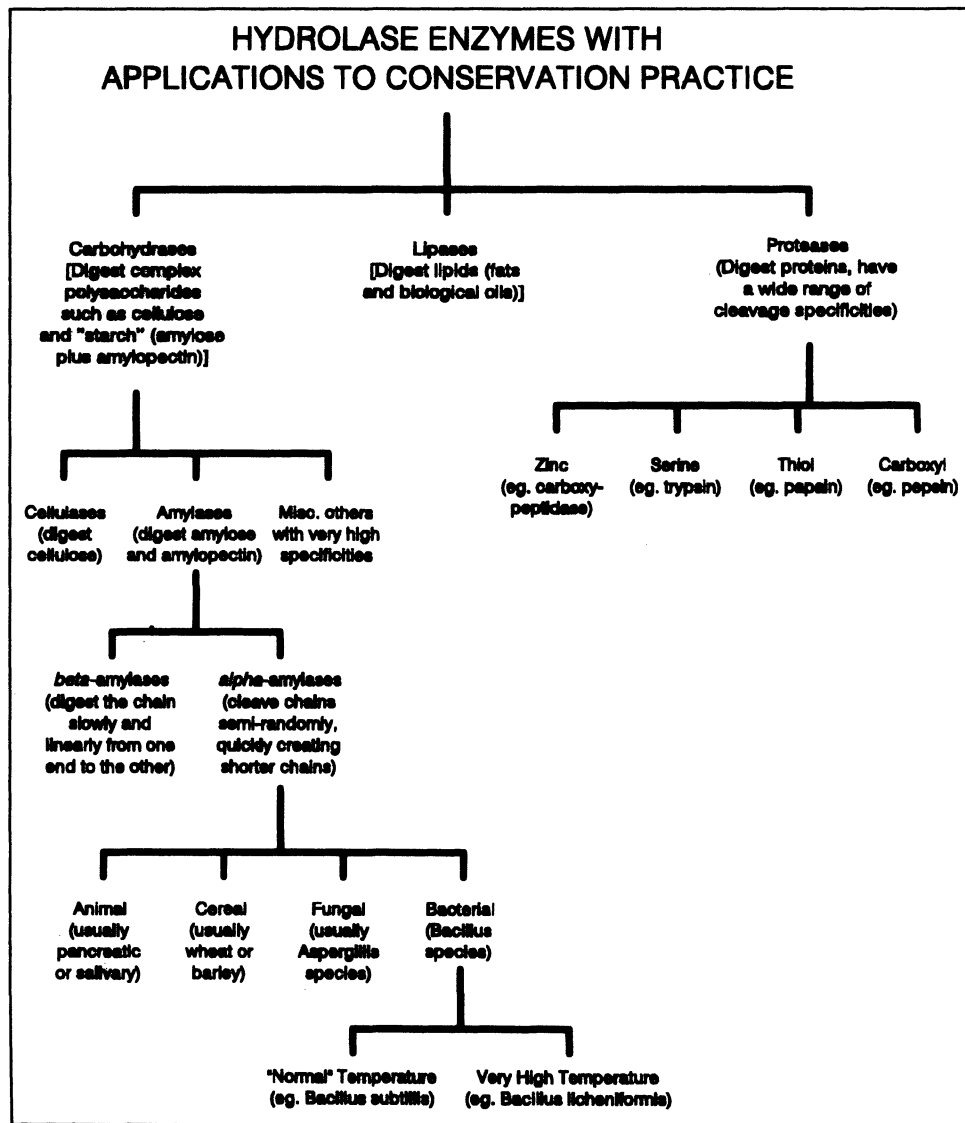 HYDROLASE ENZYMES WITH
APPLICATIONS TO CONSERVATION PRACTICE
Carbohydrases
[Digest complex
polysaccharides
such as cellulose
and "starch" (amylose
plus amylopectin)]
Lipases
[Digest lipids (fats
and biological oils)]
Proteases
(Digest proteins, have
a wide range of
cleavage specificities)
Zinc
(eg. carboxy-
peptidase)
Serine
(eg. trypsin)
Thiol
(eg. papain)
Carboxyl
(eg. pepsin)
Cellulases
(digest
cellulose)
Amylases
(digest amylose
and amylopectin)
Misc. others
with very high
specificities
beta-amylases
(digest the chain
slowly and
linearly from one
end to the other)
alpha-amylases
(cleave chains
semi-randomly,
quickly creating
shorter chains)
Animal
(usually
pancreatic
or salivary)
Cereal
(usually
wheat or
barley)
Fungal
(usually
Aspergillis
species)
Bacterial
(Bacillus
species)
"Normal" Temperature
(eg. Bacillus subtillis)
Very High Temperature
(eg. Bacillus licheniformis)